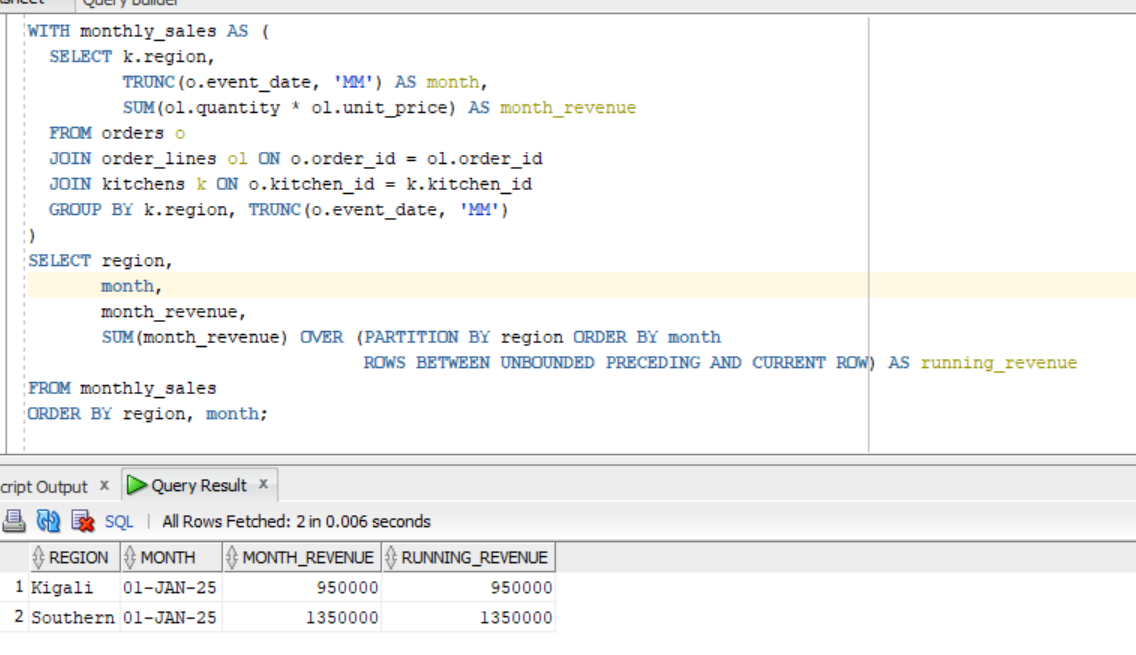 Query Builder
WITH monthly_sales AS (
SELECT k.region,
TRUNC(o.event_date, 'MM') AS month,
SUM(ol.quantity * ol.unit_price) AS month_revenue
FROM orders o
JOIN order_lines ol ON o.order_id = ol.order_id
JOIN kitchens k ON o.kitchen_id = k.kitchen_id
GROUP BY k.region, TRUNC(o.event_date, 'MM')
)
SELECT region,
month,
month_revenue,
SUM(month_revenue) OVER (PARTITION BY region ORDER BY month
ROWS BETWEEN UNBOUNDED PRECEDING AND CURRENT ROW) AS running_revenue
FROM monthly_sales
ORDER BY region, month;
cript Output x Query Result x
SQL | All Rows Fetched: 2 in 0.006 seconds
REGION MONTH MONTH_REVENUE RUNNING_REVENUE
1 Kigali 01-JAN-25 950000 950000
2 Southern 01-JAN-25 1350000 1350000